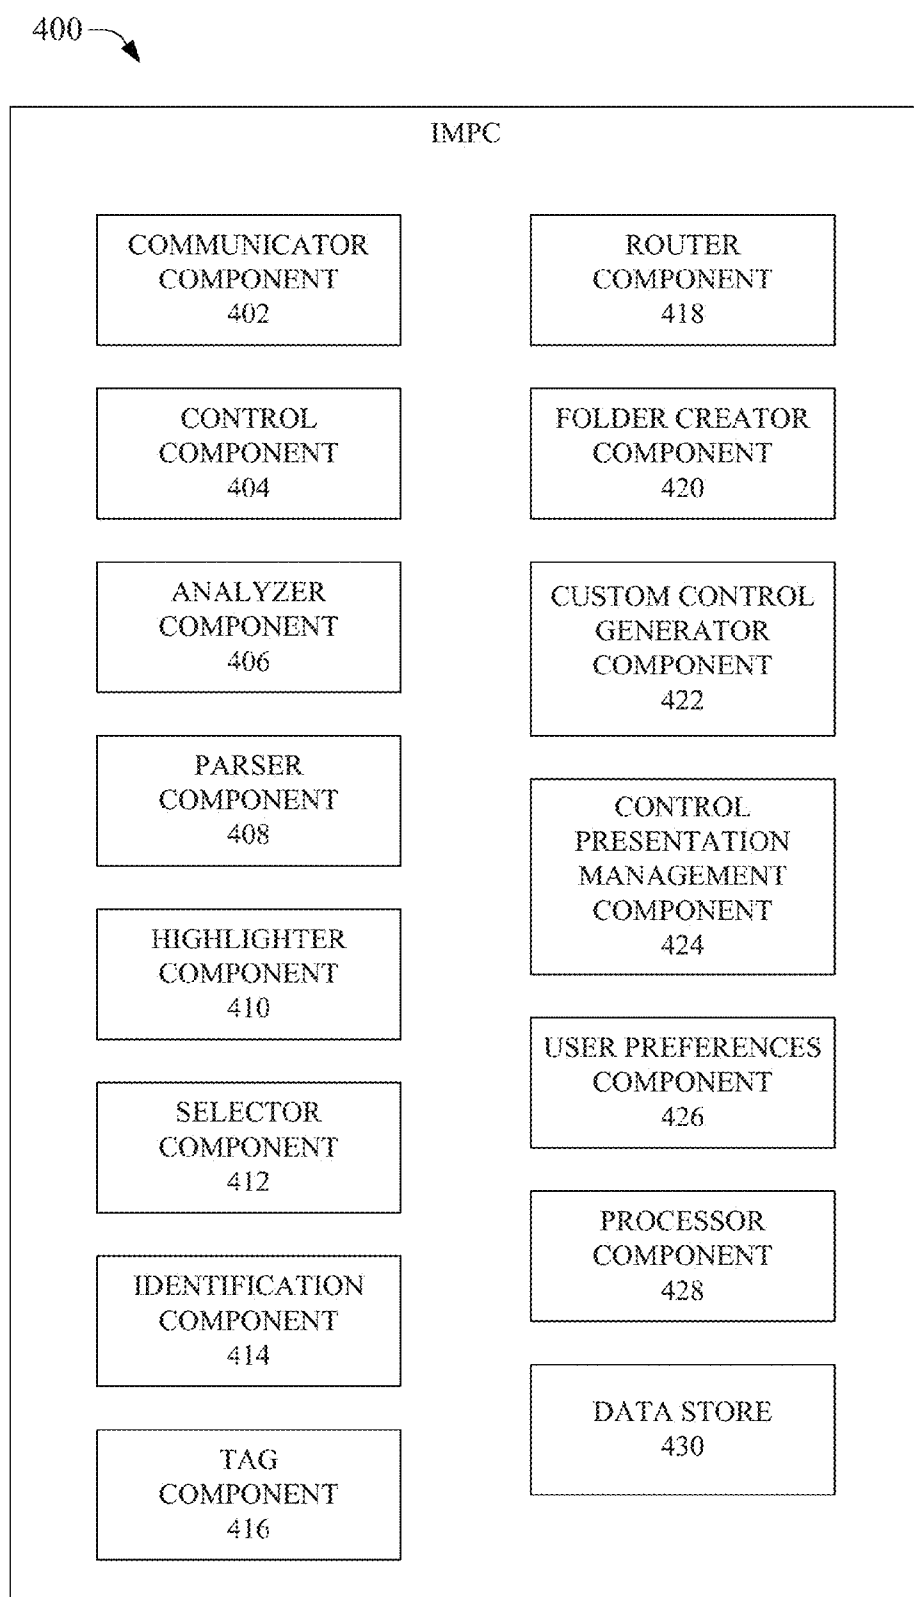 400
IMPC
COMMUNICATOR
COMPONENT
402
CONTROL
COMPONENT
404
ANALYZER
COMPONENT
406
PARSER
COMPONENT
408
HIGHLIGHTER
COMPONENT
410
SELECTOR
COMPONENT
412
IDENTIFICATION
COMPONENT
414
TAG
COMPONENT
416
ROUTER
COMPONENT
418
FOLDER CREATOR
COMPONENT
420
CUSTOM CONTROL
GENERATOR
COMPONENT
422
CONTROL
PRESENTATION
MANAGEMENT
COMPONENT
424
USER PREFERENCES
COMPONENT
426
PROCESSOR
COMPONENT
428
DATA STORE
430